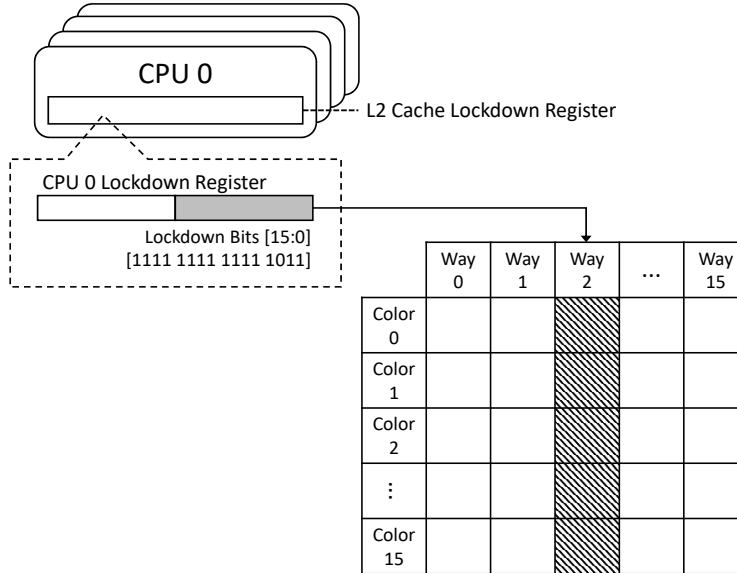 CPU 0
L2 Cache Lockdown Register
CPU 0 Lockdown Register
Lockdown Bits [15:0]
[1111 1111 1111 1011]
Way Way Way ... Way
0 1 2 15
Color
0
Color
1
Color
2
⋮
Color
15